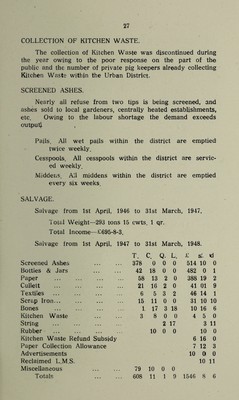 27
COLLECTION OF KITCHEN WASTE.
The collection of Kitchen Waste was discontinued during
the year owing to the poor response on the part of the
public and the number of private pig keepers already collecting
Kitchen Waste within the Urban District.
SCREENED ASHES.
Nearly all refuse from two tips is being screened, and
ashes sold to local gardeners, centrally heated establishments,
etc. Owing to the labour shortage the demand exceeds
output.
Pails. All wet pails within the district are emptied
twice weekly.
Cesspools. All cesspools within the district are servic-
ed weekly.
Middens. All middens within the district are emptied
every six weeks.
SALVAGE.
Salvage from 1st April, 1946 to 31st March, 1947.
Total Weight—293 tons 15 cwts. 1 qr.
Total Income—£695-8-3.
Salvage from 1st April, 1947 to 31st March, 1948.
T. C. Q. L. £ s. d
Screened Ashes ... ... 378 0 0 0 514 10 0
Bottles & Jars ... ... 42 18 0 0 482 0 1
Paper ... ... 58 13 2 0 388 19 2
Cullett ... ... 21 16 2 0 41 01 9
Textiles ... ... 6 5 3 2 46 14 1
Scrap Iron ... ... 15 11 0 0 31 10 10
Bones ... ... 1 17 3 18 10 16 6
Kitchen Waste ... ... 3 8 0 0 4 5 0
String ... ... 2 17 3 11
Rubber ... ... 10 0 0 10 0
Kitchen Waste Refund Subsidy 6 16 0
Paper Collection Allowance 7 12 3
Advertisements ... ... 10 0 0
Reclaimed L.M.S. 10 11
Miscellaneous ... ... 79 10 0 0
Totals ... ... 608 11 1 9 1546 6 6